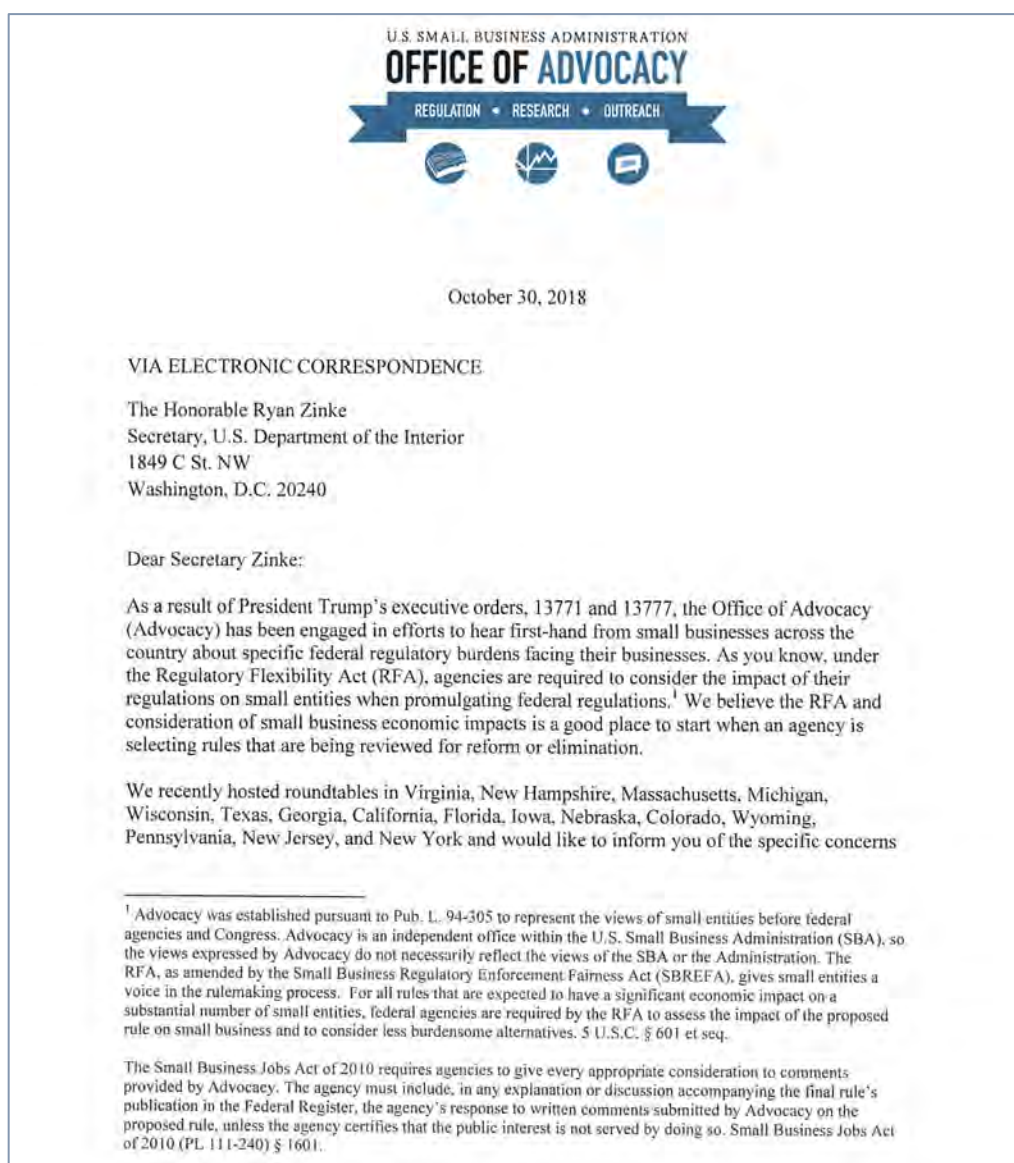 U.S. SMALL BUSINESS ADMINISTRATION
OFFICE OF ADVOCACY
REGULATION • RESEARCH • OUTREACH
October 30, 2018
VIA ELECTRONIC CORRESPONDENCE
The Honorable Ryan Zinke
Secretary, U.S. Department of the Interior
1849 C St. NW
Washington, D.C. 20240
Dear Secretary Zinke:
As a result of President Trump's executive orders, 13771 and 13777, the Office of Advocacy
(Advocacy) has been engaged in efforts to hear first-hand from small businesses across the
country about specific federal regulatory burdens facing their businesses. As you know, under
the Regulatory Flexibility Act (RFA), agencies are required to consider the impact of their
regulations on small entities when promulgating federal regulations.¹ We believe the RFA and
consideration of small business economic impacts is a good place to start when an agency is
selecting rules that are being reviewed for reform or elimination.
We recently hosted roundtables in Virginia, New Hampshire, Massachusetts, Michigan,
Wisconsin, Texas, Georgia, California, Florida, Iowa, Nebraska, Colorado, Wyoming,
Pennsylvania, New Jersey, and New York and would like to inform you of the specific concerns
¹ Advocacy was established pursuant to Pub. L. 94-305 to represent the views of small entities before federal
agencies and Congress. Advocacy is an independent office within the U.S. Small Business Administration (SBA), so
the views expressed by Advocacy do not necessarily reflect the views of the SBA or the Administration. The
RFA, as amended by the Small Business Regulatory Enforcement Fairness Act (SBREFA), gives small entities a
voice in the rulemaking process. For all rules that are expected to have a significant economic impact on a
substantial number of small entities, federal agencies are required by the RFA to assess the impact of the proposed
rule on small business and to consider less burdensome alternatives. 5 U.S.C. § 601 et seq.
The Small Business Jobs Act of 2010 requires agencies to give every appropriate consideration to comments
provided by Advocacy. The agency must include, in any explanation or discussion accompanying the final rule's
publication in the Federal Register, the agency's response to written comments submitted by Advocacy on the
proposed rule, unless the agency certifies that the public interest is not served by doing so. Small Business Jobs Act
of 2010 (PL 111-240) § 1601.